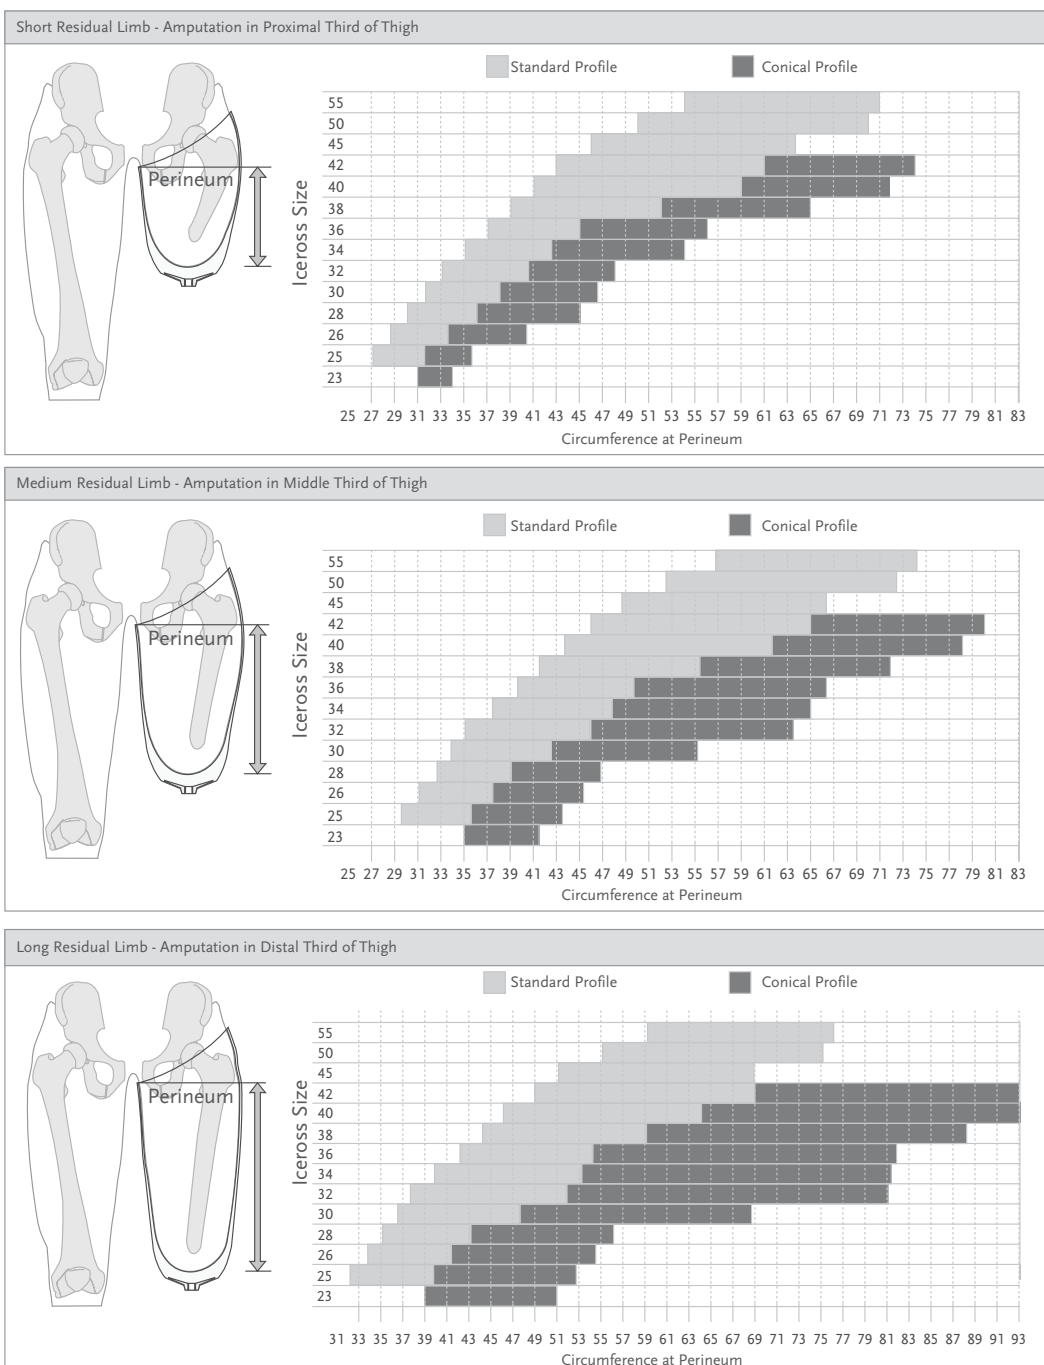 Short Residual Limb - Amputation in Proximal Third of Thigh
Standard Profile Conical Profile
Perineum
Iceross Size
55
50
45
42
40
38
36
34
32
30
28
26
25
23
25 27 29 31 33 35 37 39 41 43 45 47 49 51 53 55 57 59 61 63 65 67 69 71 73 75 77 79 81 83
Circumference at Perineum
Medium Residual Limb - Amputation in Middle Third of Thigh
Standard Profile Conical Profile
Perineum
Iceross Size
55
50
45
42
40
38
36
34
32
30
28
26
25
23
25 27 29 31 33 35 37 39 41 43 45 47 49 51 53 55 57 59 61 63 65 67 69 71 73 75 77 79 81 83
Circumference at Perineum
Long Residual Limb - Amputation in Distal Third of Thigh
Standard Profile Conical Profile
Perineum
Iceross Size
55
50
45
42
40
38
36
34
32
30
28
26
25
23
31 33 35 37 39 41 43 45 47 49 51 53 55 57 59 61 63 65 67 69 71 73 75 77 79 81 83 85 87 89 91 93
Circumference at Perineum